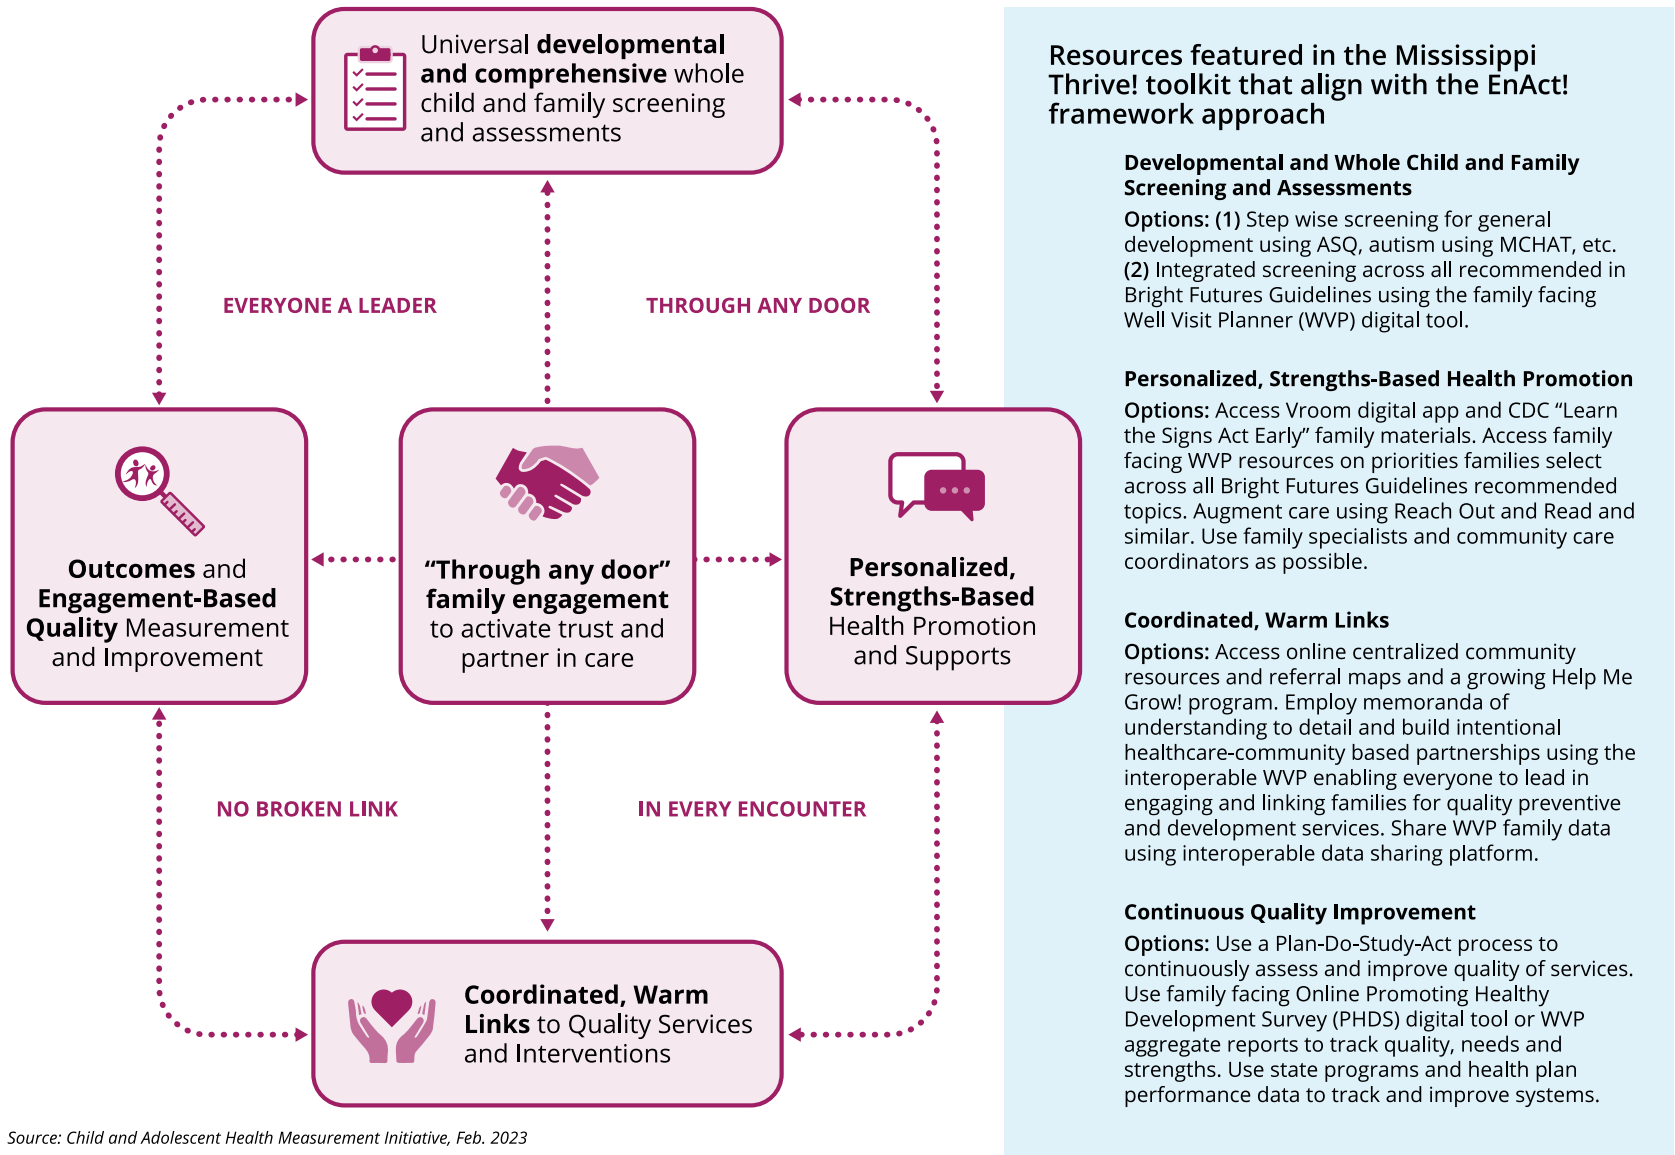 Universal developmental
and comprehensive whole
child and family screening
and assessments
EVERYONE A LEADER
THROUGH ANY DOOR
Outcomes and
Engagement-Based
Quality Measurement
and Improvement
“Through any door”
family engagement
to activate trust and
partner in care
Personalized,
Strengths-Based
Health Promotion
and Supports
NO BROKEN LINK
IN EVERY ENCOUNTER
Coordinated, Warm
Links to Quality Services
and Interventions
Source: Child and Adolescent Health Measurement Initiative, Feb. 2023
Resources featured in the Mississippi
Thrive! toolkit that align with the EnAct!
framework approach
Developmental and Whole Child and Family
Screening and Assessments
Options: (1) Step wise screening for general
development using ASQ, autism using MCHAT, etc.
(2) Integrated screening across all recommended in
Bright Futures Guidelines using the family facing
Well Visit Planner (WVP) digital tool.
Personalized, Strengths-Based Health Promotion
Options: Access Vroom digital app and CDC “Learn
the Signs Act Early” family materials. Access family
facing WVP resources on priorities families select
across all Bright Futures Guidelines recommended
topics. Augment care using Reach Out and Read and
similar. Use family specialists and community care
coordinators as possible.
Coordinated, Warm Links
Options: Access online centralized community
resources and referral maps and a growing Help Me
Grow! program. Employ memoranda of
understanding to detail and build intentional
healthcare-community based partnerships using the
interoperable WVP enabling everyone to lead in
engaging and linking families for quality preventive
and development services. Share WVP family data
using interoperable data sharing platform.
Continuous Quality Improvement
Options: Use a Plan-Do-Study-Act process to
continuously assess and improve quality of services.
Use family facing Online Promoting Healthy
Development Survey (PHDS) digital tool or WVP
aggregate reports to track quality, needs and
strengths. Use state programs and health plan
performance data to track and improve systems.